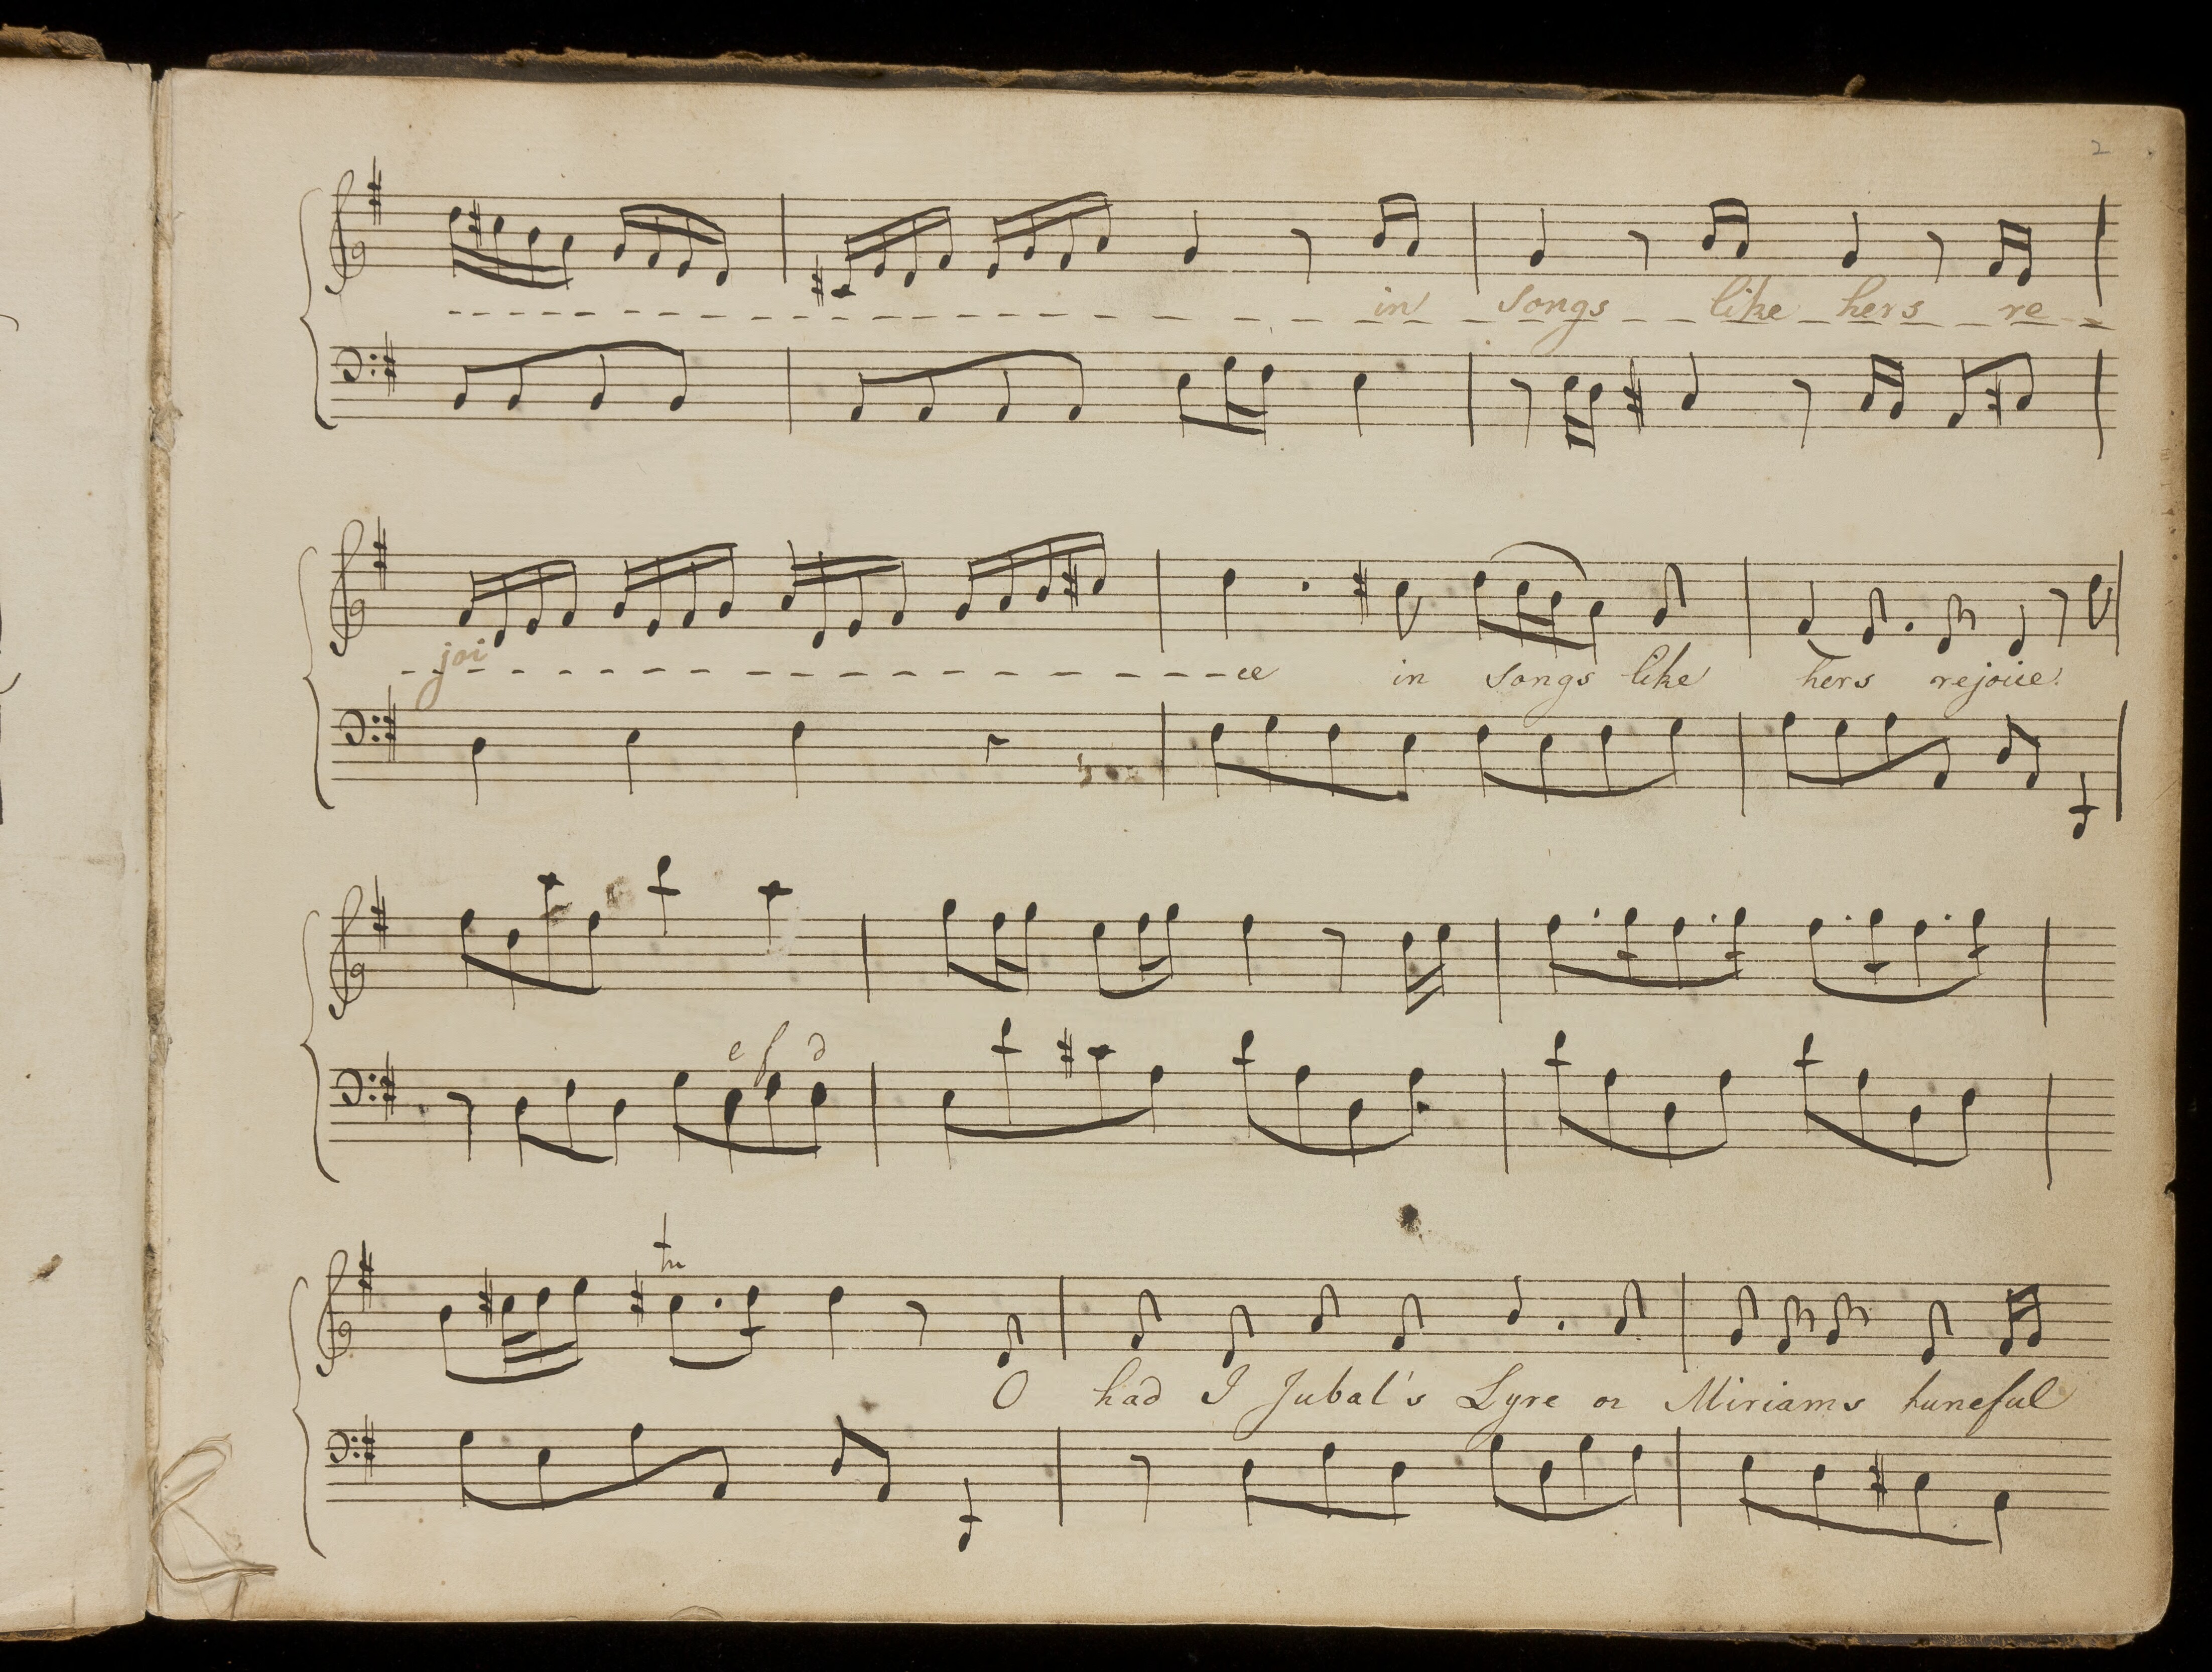 2
in songs like hers re
joi ce in songs like hers rejoice.
e f d
tr
O had I Jubal's Lyre or Miriams tuneful